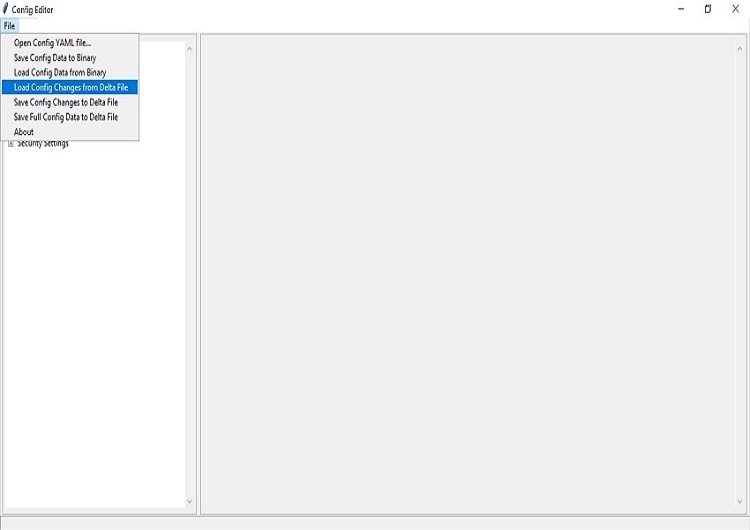 Config Editor
File
Open Config YAML file...
Save Config Data to Binary
Load Config Data from Binary
Load Config Changes from Delta File
Save Config Changes to Delta File
Save Full Config Data to Delta File
About
Security Settings